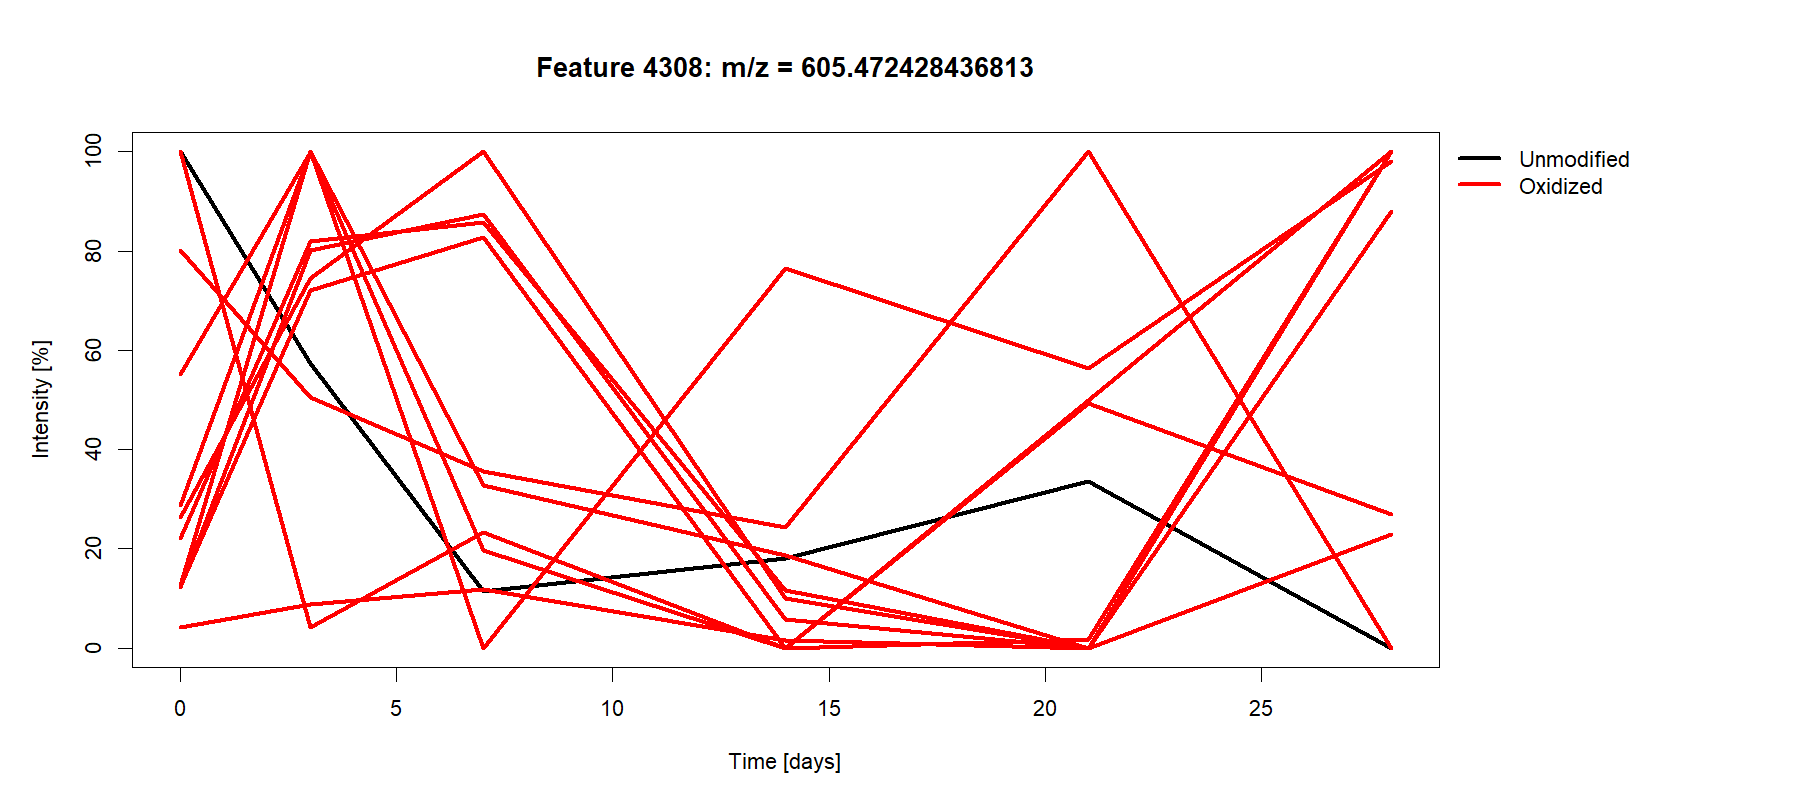 Feature 4308: m/z = 605.472428436813
Unmodified
Oxidized
Intensity [%]
100
80
60
40
20
0
0 5 10 15 20 25
Time [days]